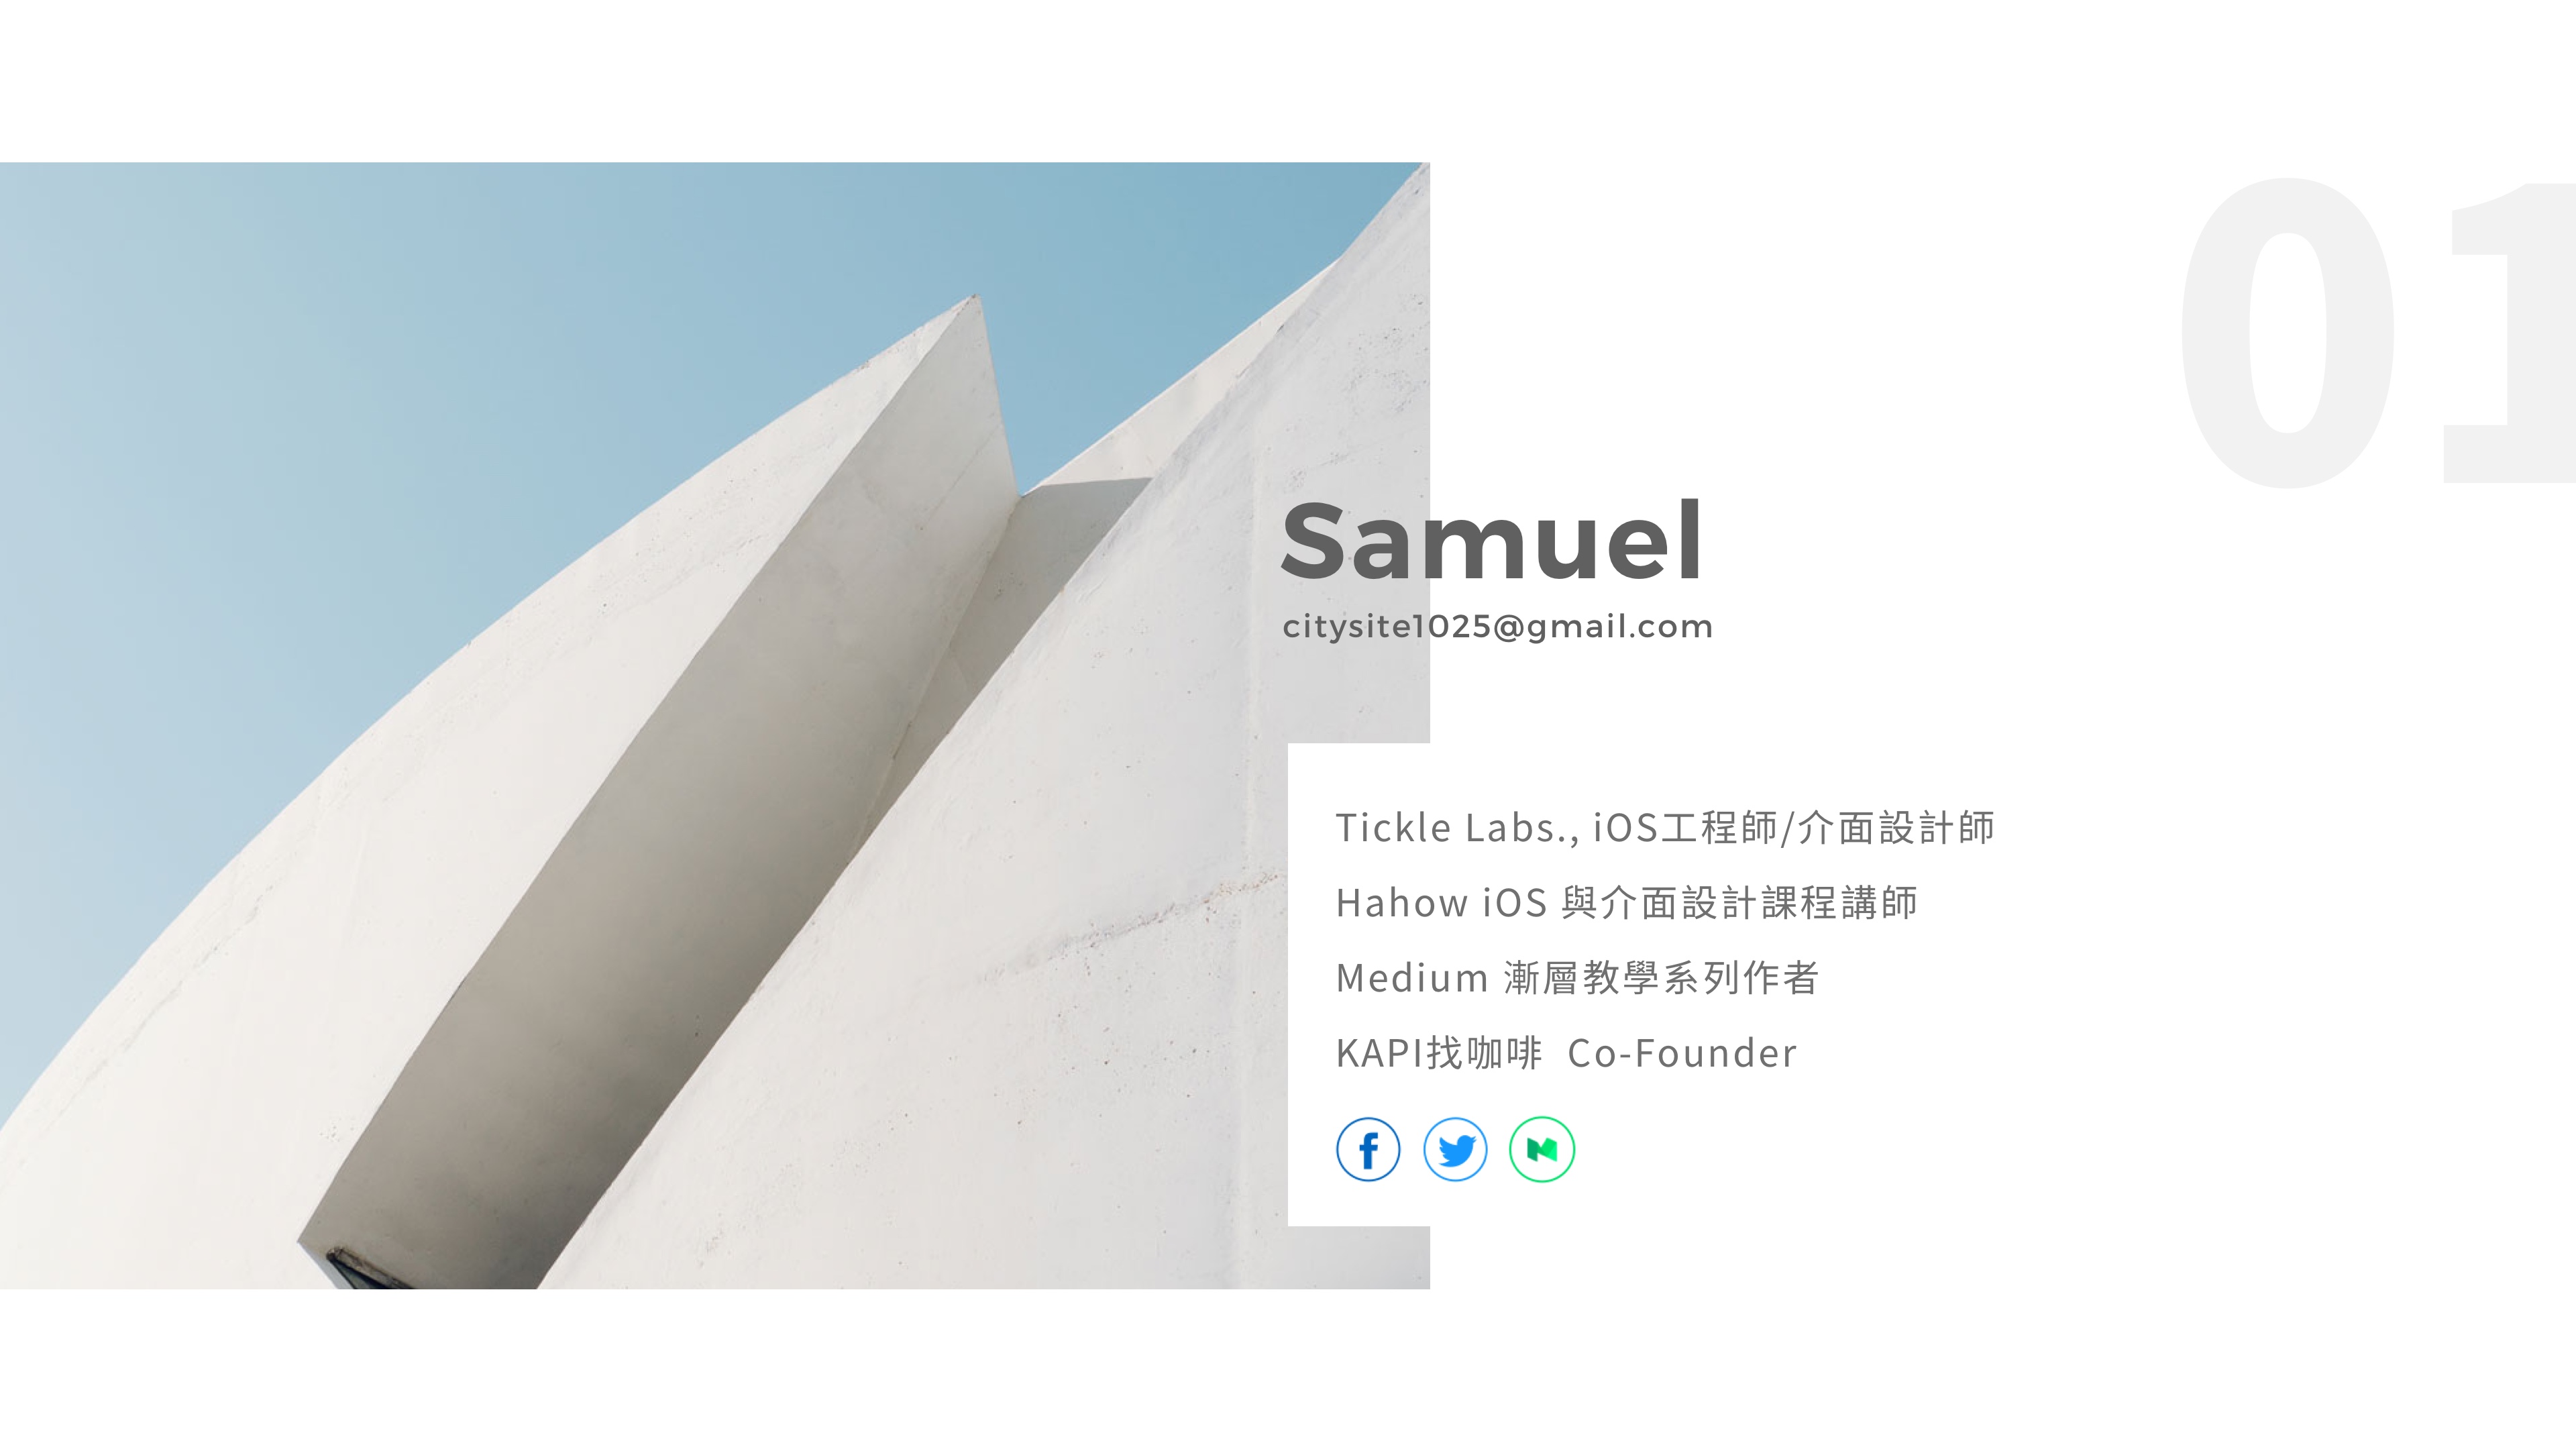 01
Samuel
citysite1025@gmail.com
Tickle Labs., iOS工程師/介面設計師
Hahow iOS 與介面設計課程講師
Medium 漸層教學系列作者
KAPI找咖啡 Co-Founder